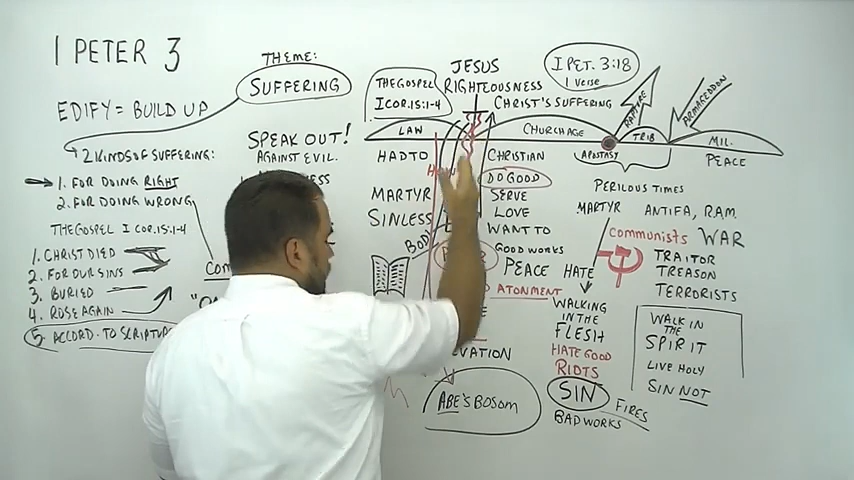 1 PETER 3
THEME:
SUFFERING
EDIFY = BUILD UP
2 KINDS OF SUFFERING:
1. FOR DOING RIGHT
2. FOR DOING WRONG
THE GOSPEL I COR. 15:1-4
1. CHRIST DIED
2. FOR OUR SINS
3. BURIED
4. ROSE AGAIN
5. ACCORD. TO SCRIPTUR
SPEAK OUT!
AGAINST EVIL.
THE GOSPEL
I COR. 15:1-4
JESUS
RIGHTEOUSNESS
CHRIST'S SUFFERING
I PET. 3:18
1 VERSE
LAW
CHURCH AGE
RAPTURE
TRIB
ARMAGEDDON
MIL.
PEACE
APOSTASY
HAD TO
MARTYR
SINLESS
BODY
CHRISTIAN
DO GOOD
SERVE
LOVE
WANT TO
GOOD WORKS
PEACE
ATONMENT
VATION
ABE'S BOSOM
PERILOUS TIMES
MARTYR
ANTIFA, R.A.M.
COMMUNISTS
WAR
TRAITOR
TREASON
TERRORISTS
HATE
WALKING
IN THE
FLESH
HATE GOOD
RIOTS
SIN
FIRES
BAD WORKS
WALK IN
THE
SPIRIT
LIVE HOLY
SIN NOT